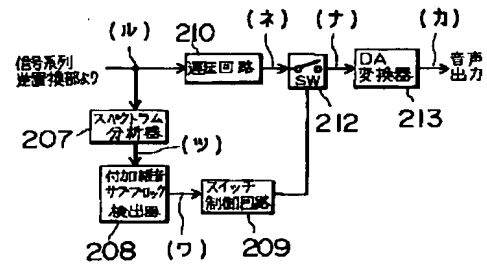 (ル)
210
(ネ)
(ナ)
(カ)
信号系列
逆置換部より
遅延回路
SW
DA
変換器
音声
出力
212
213
207
スペクトラム
分析器
(ツ)
付加雑音
サブブロック
検出器
スイッチ
制御回路
208
(ワ)
209